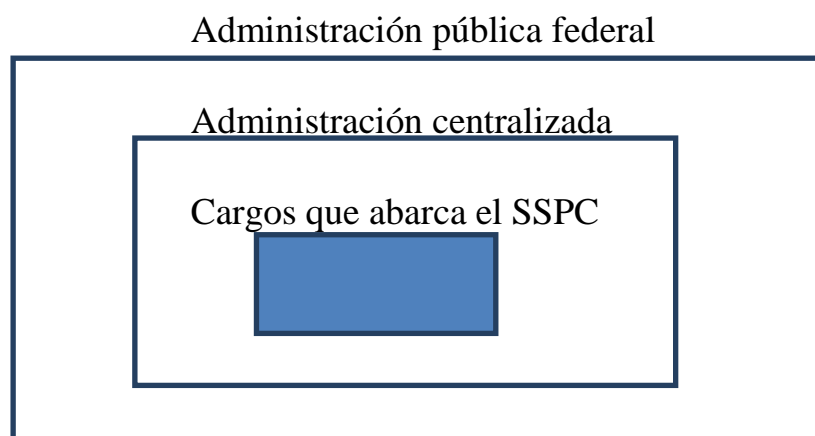 Administración pública federal
Administración centralizada
Cargos que abarca el SSPC